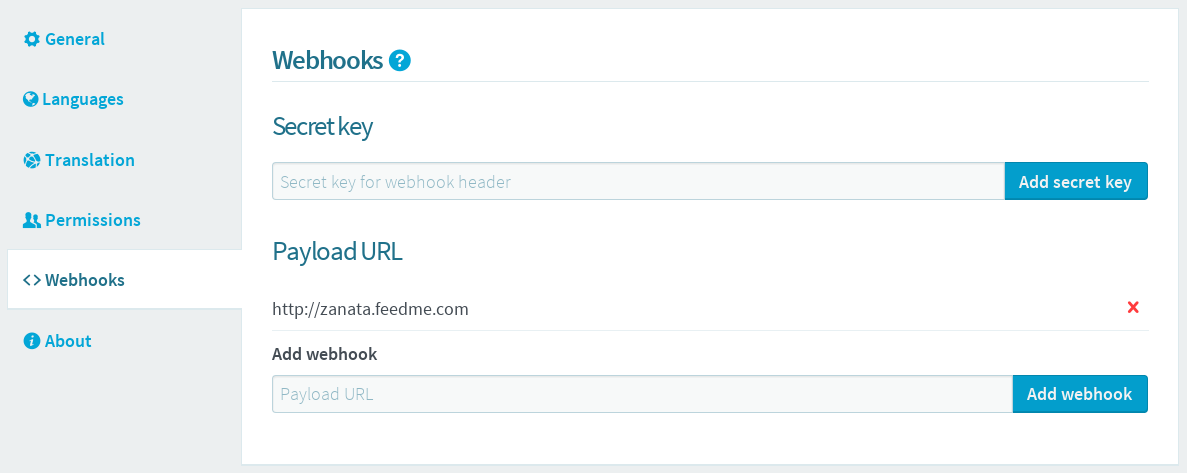 General
Languages
Translation
Permissions
Webhooks
About
Webhooks ?
Secret key
Secret key for webhook header
Add secret key
Payload URL
http://zanata.feedme.com
Add webhook
Payload URL
Add webhook